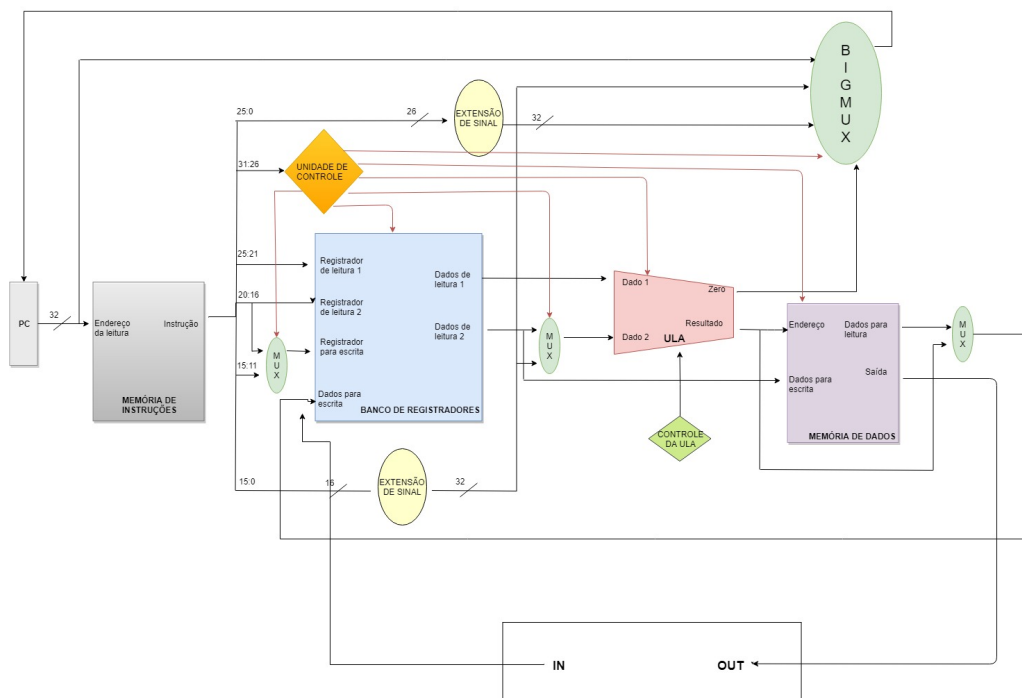 B
I
G
M
U
X
25:0
26
EXTENSÃO
DE SINAL
32
31:26
UNIDADE DE
CONTROLE
25:21
Registrador
de leitura 1
Dados de
leitura 1
Dado 1
Zero
PC
32
Endereço
da leitura
Instrução
20:16
Registrador
de leitura 2
Dados de
leitura 2
M
U
X
Dado 2
Resultado
ULA
Endereço
Dados para
leitura
M
U
X
15:11
M
U
X
Registrador
para escrita
Saída
Dados para
escrita
Dados para
escrita
MEMÓRIA DE
INSTRUÇÕES
BANCO DE REGISTRADORES
CONTROLE
DA ULA
MEMÓRIA DE DADOS
15:0
16
EXTENSÃO
DE SINAL
32
IN
OUT